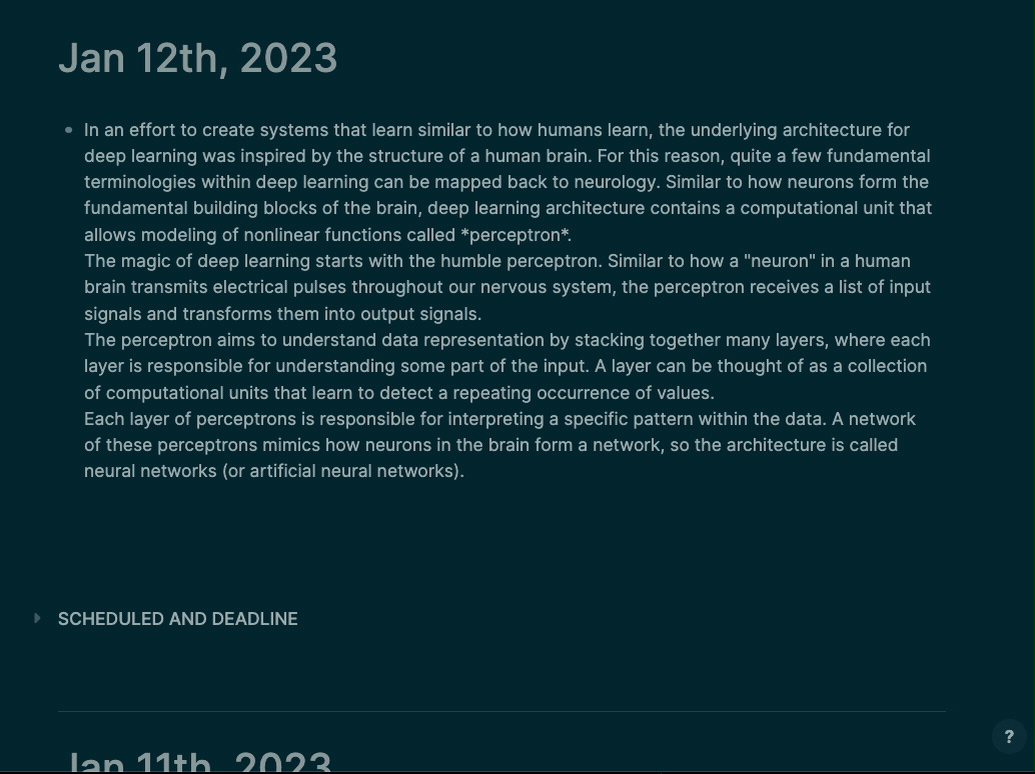 Jan 12th, 2023
In an effort to create systems that learn similar to how humans learn, the underlying architecture for
deep learning was inspired by the structure of a human brain. For this reason, quite a few fundamental
terminologies within deep learning can be mapped back to neurology. Similar to how neurons form the
fundamental building blocks of the brain, deep learning architecture contains a computational unit that
allows modeling of nonlinear functions called *perceptron*.
The magic of deep learning starts with the humble perceptron. Similar to how a "neuron" in a human
brain transmits electrical pulses throughout our nervous system, the perceptron receives a list of input
signals and transforms them into output signals.
The perceptron aims to understand data representation by stacking together many layers, where each
layer is responsible for understanding some part of the input. A layer can be thought of as a collection
of computational units that learn to detect a repeating occurrence of values.
Each layer of perceptrons is responsible for interpreting a specific pattern within the data. A network
of these perceptrons mimics how neurons in the brain form a network, so the architecture is called
neural networks (or artificial neural networks).
SCHEDULED AND DEADLINE
?
Jan 11th, 2023